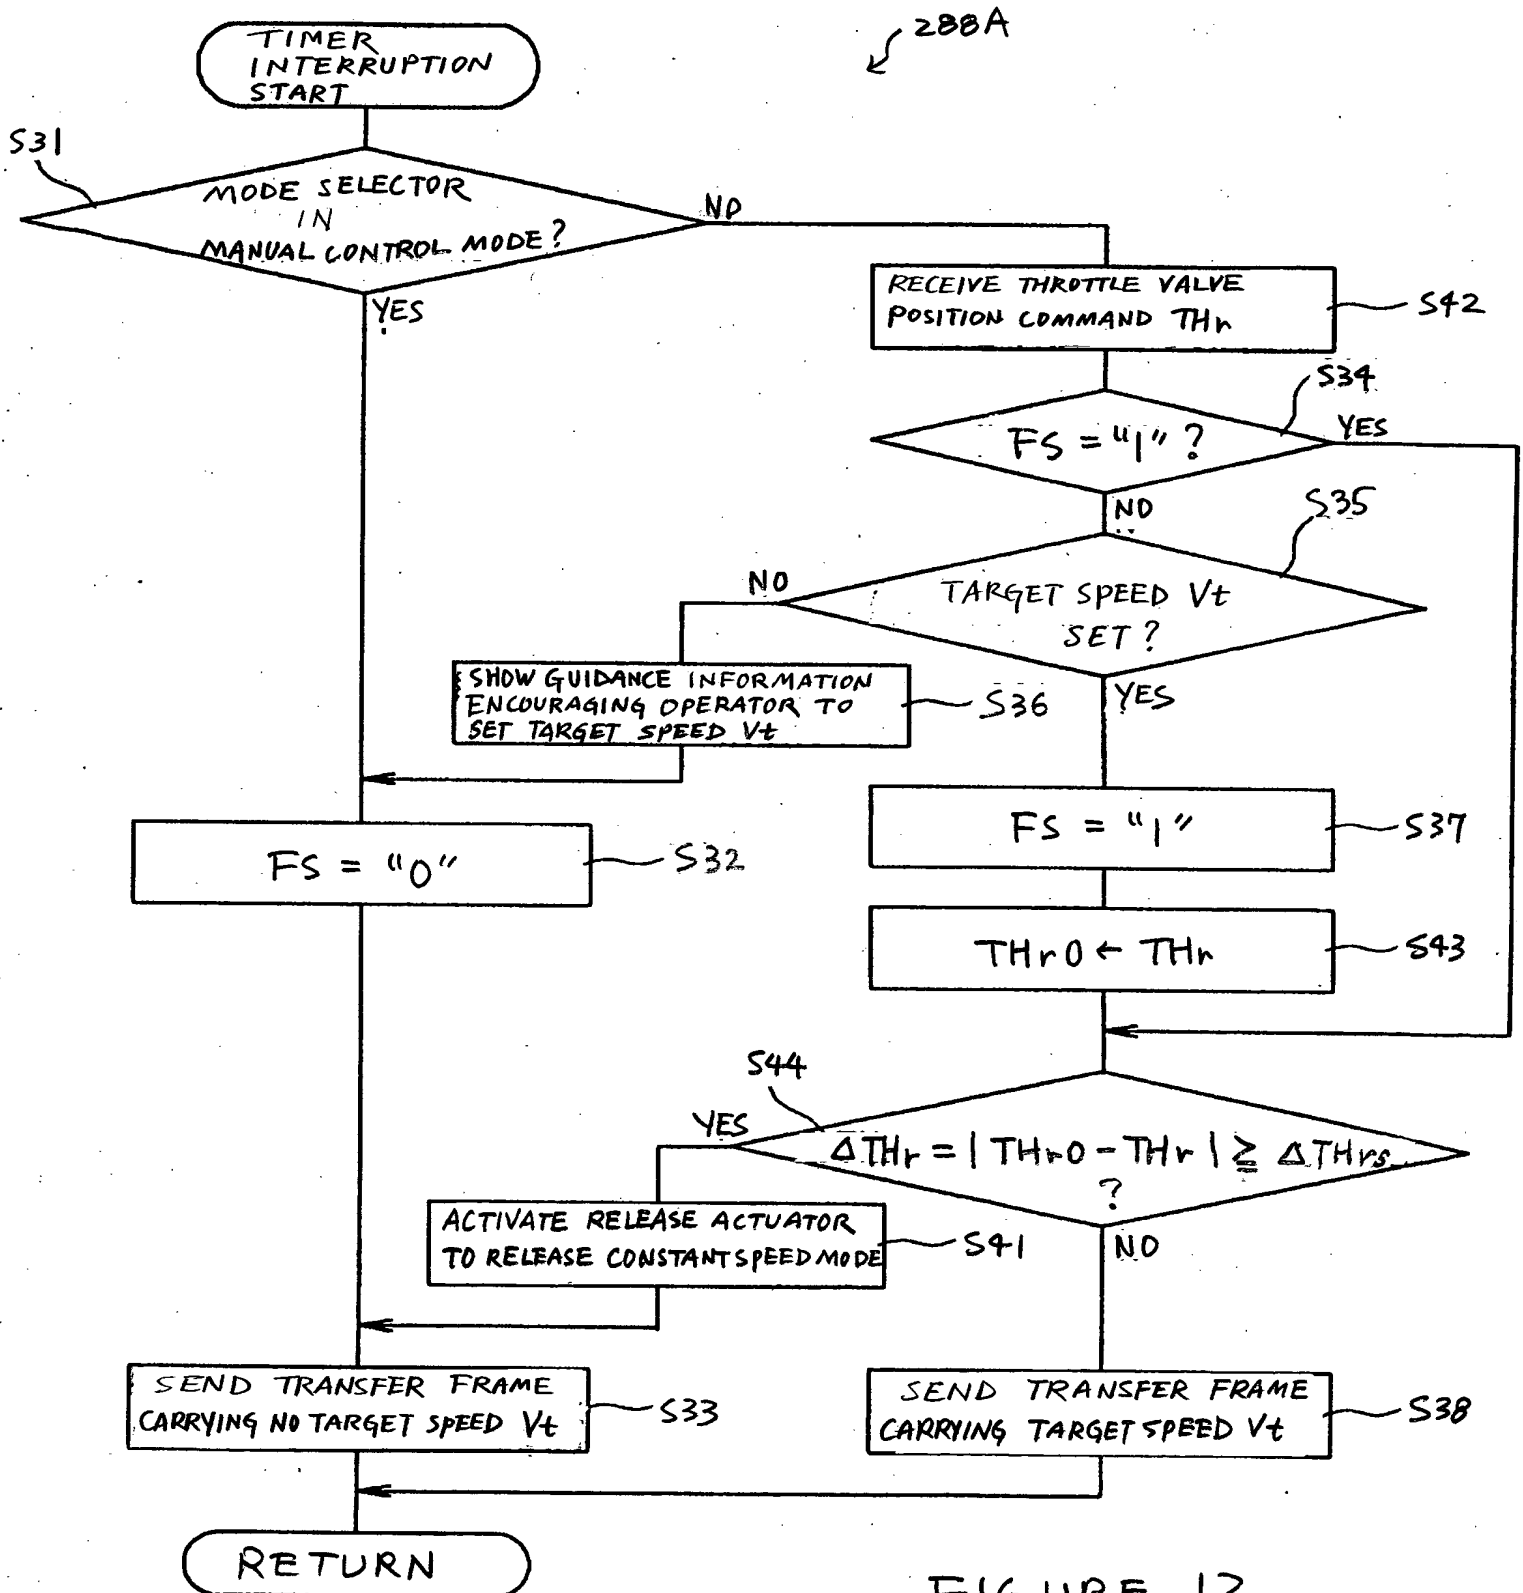 288A
TIMER
INTERRUPTION
START
S31
MODE SELECTOR
IN
MANUAL CONTROL MODE?
NO
YES
RECEIVE THROTTLE VALVE
POSITION COMMAND THr
S42
S34
FS = "1" ?
YES
NO
S35
TARGET SPEED Vt
SET ?
NO
YES
SHOW GUIDANCE INFORMATION
ENCOURAGING OPERATOR TO
SET TARGET SPEED Vt
S36
FS = "1"
S37
FS = "0"
S32
THr0 ← THr
S43
S44
YES
ΔTHr = | THr0 - THr | ≧ ΔTHrs
?
NO
ACTIVATE RELEASE ACTUATOR
TO RELEASE CONSTANT SPEED MODE
S41
SEND TRANSFER FRAME
CARRYING NO TARGET SPEED Vt
S33
SEND TRANSFER FRAME
CARRYING TARGET SPEED Vt
S38
RETURN
FIGURE